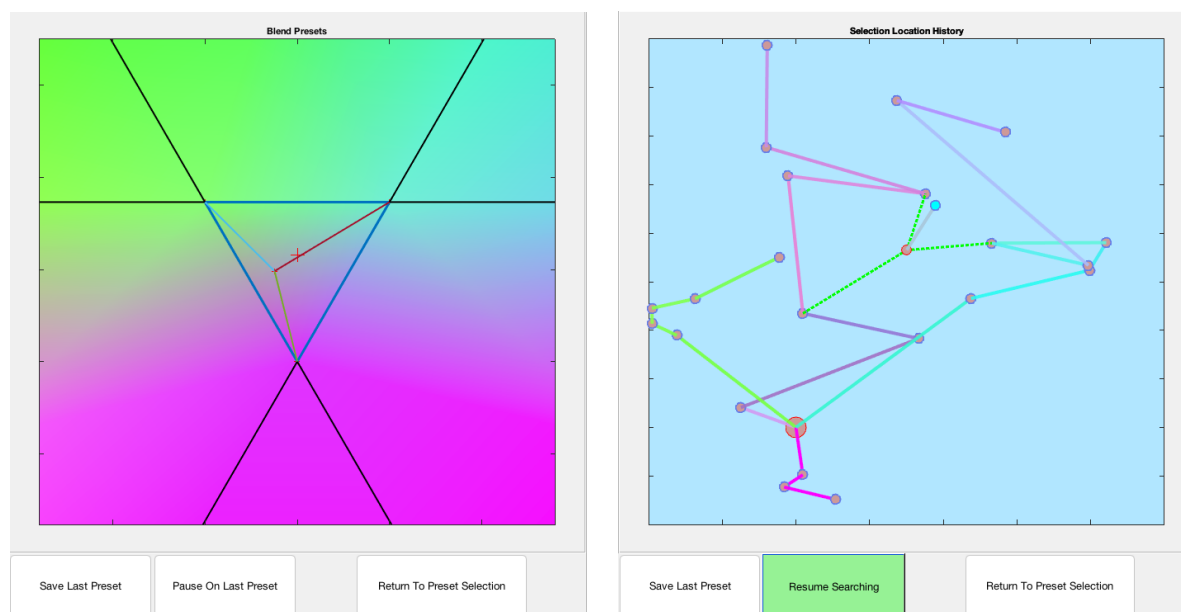 Blend Presets
Save Last Preset
Pause On Last Preset
Return To Preset Selection
Selection Location History
Save Last Preset
Resume Searching
Return To Preset Selection